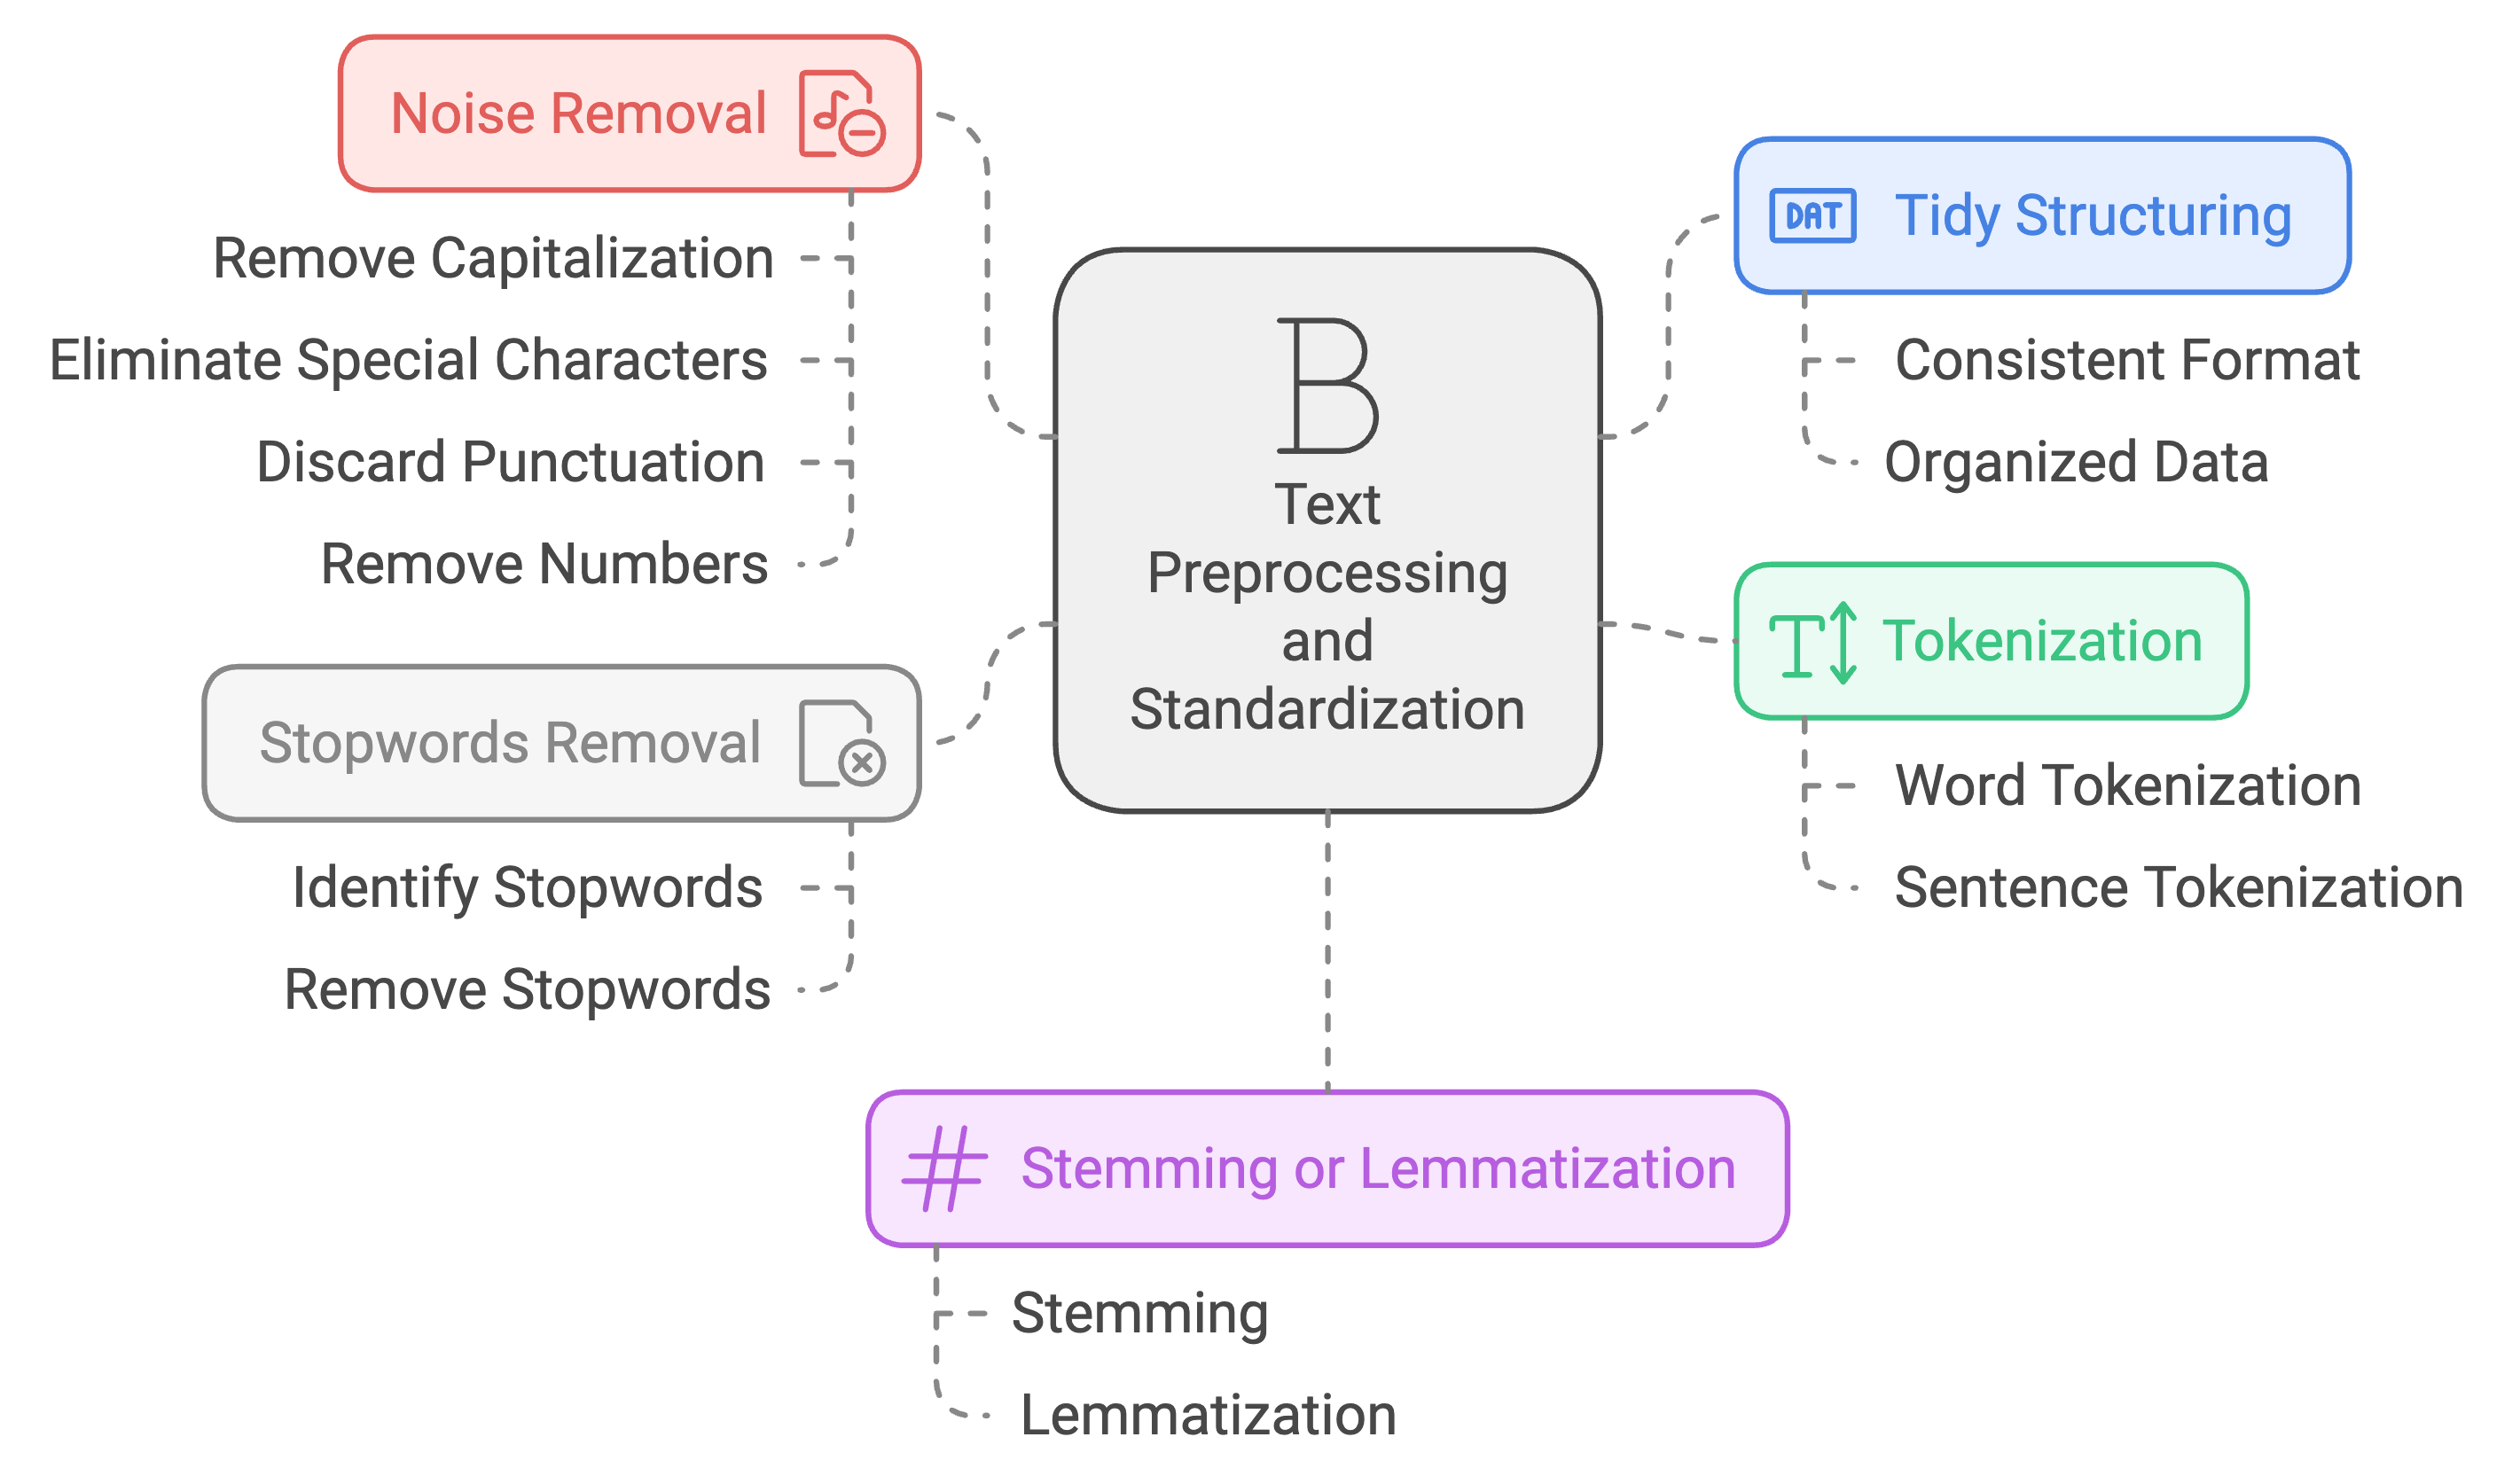 Noise Removal
Remove Capitalization
Eliminate Special Characters
Discard Punctuation
Remove Numbers
Stopwords Removal
Identify Stopwords
Remove Stopwords
B
Text
Preprocessing
and
Standardization
DAT
Tidy Structuring
Consistent Format
Organized Data
T
Tokenization
Word Tokenization
Sentence Tokenization
# Stemming or Lemmatization
Stemming
Lemmatization